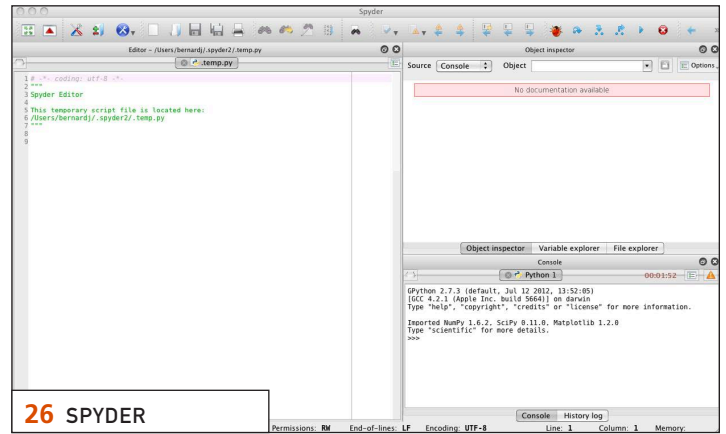 Spyder
Editor – /Users/bernardj/.spyder2/.temp.py
.temp.py
1 # -*- coding: utf-8 -*-
2 """
3 Spyder Editor
4
5 This temporary script file is located here:
6 /Users/bernardj/.spyder2/.temp.py
7 """
8
9
Object inspector
Source Console Object Options
No documentation available
Object inspector Variable explorer File explorer
Console
Python 1 00:01:52
GPython 2.7.3 (default, Jul 12 2012, 13:52:05)
[GCC 4.2.1 (Apple Inc. build 5664)] on darwin
Type "help", "copyright", "credits" or "license" for more information.
Imported NumPy 1.6.2, SciPy 0.11.0, Matplotlib 1.2.0
Type "scientific" for more details.
>>>
Console History log
Permissions: RW End-of-lines: LF Encoding: UTF-8 Line: 1 Column: 1 Memory:
26 SPYDER